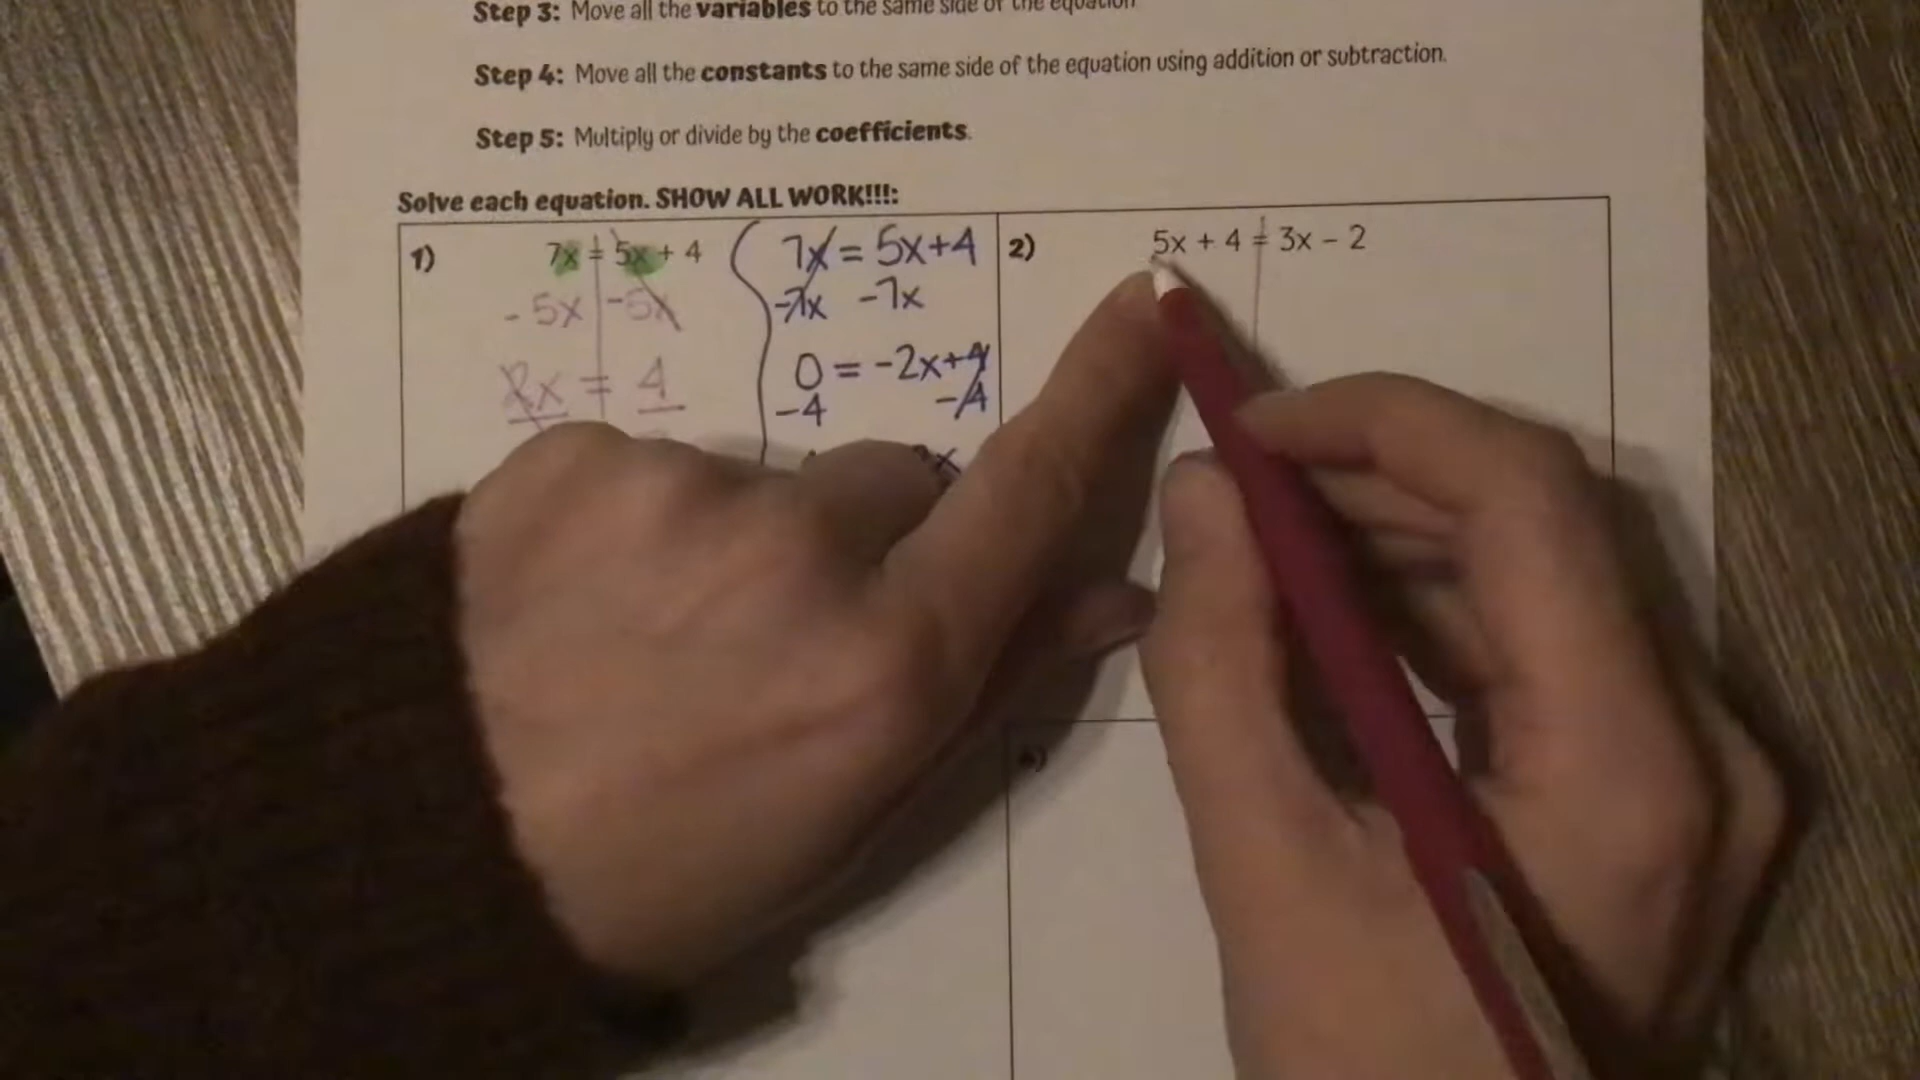 Step 3: Move all the variables to the same side of the equation
Step 4: Move all the constants to the same side of the equation using addition or subtraction.
Step 5: Multiply or divide by the coefficients.
Solve each equation. SHOW ALL WORK!!!:
1) 7x = 5x + 4
- 5x - 5x
2x = 4
7x = 5x+4
-7x -7x
0 = -2x+4
-4 -4
x
2) 5x + 4 = 3x - 2